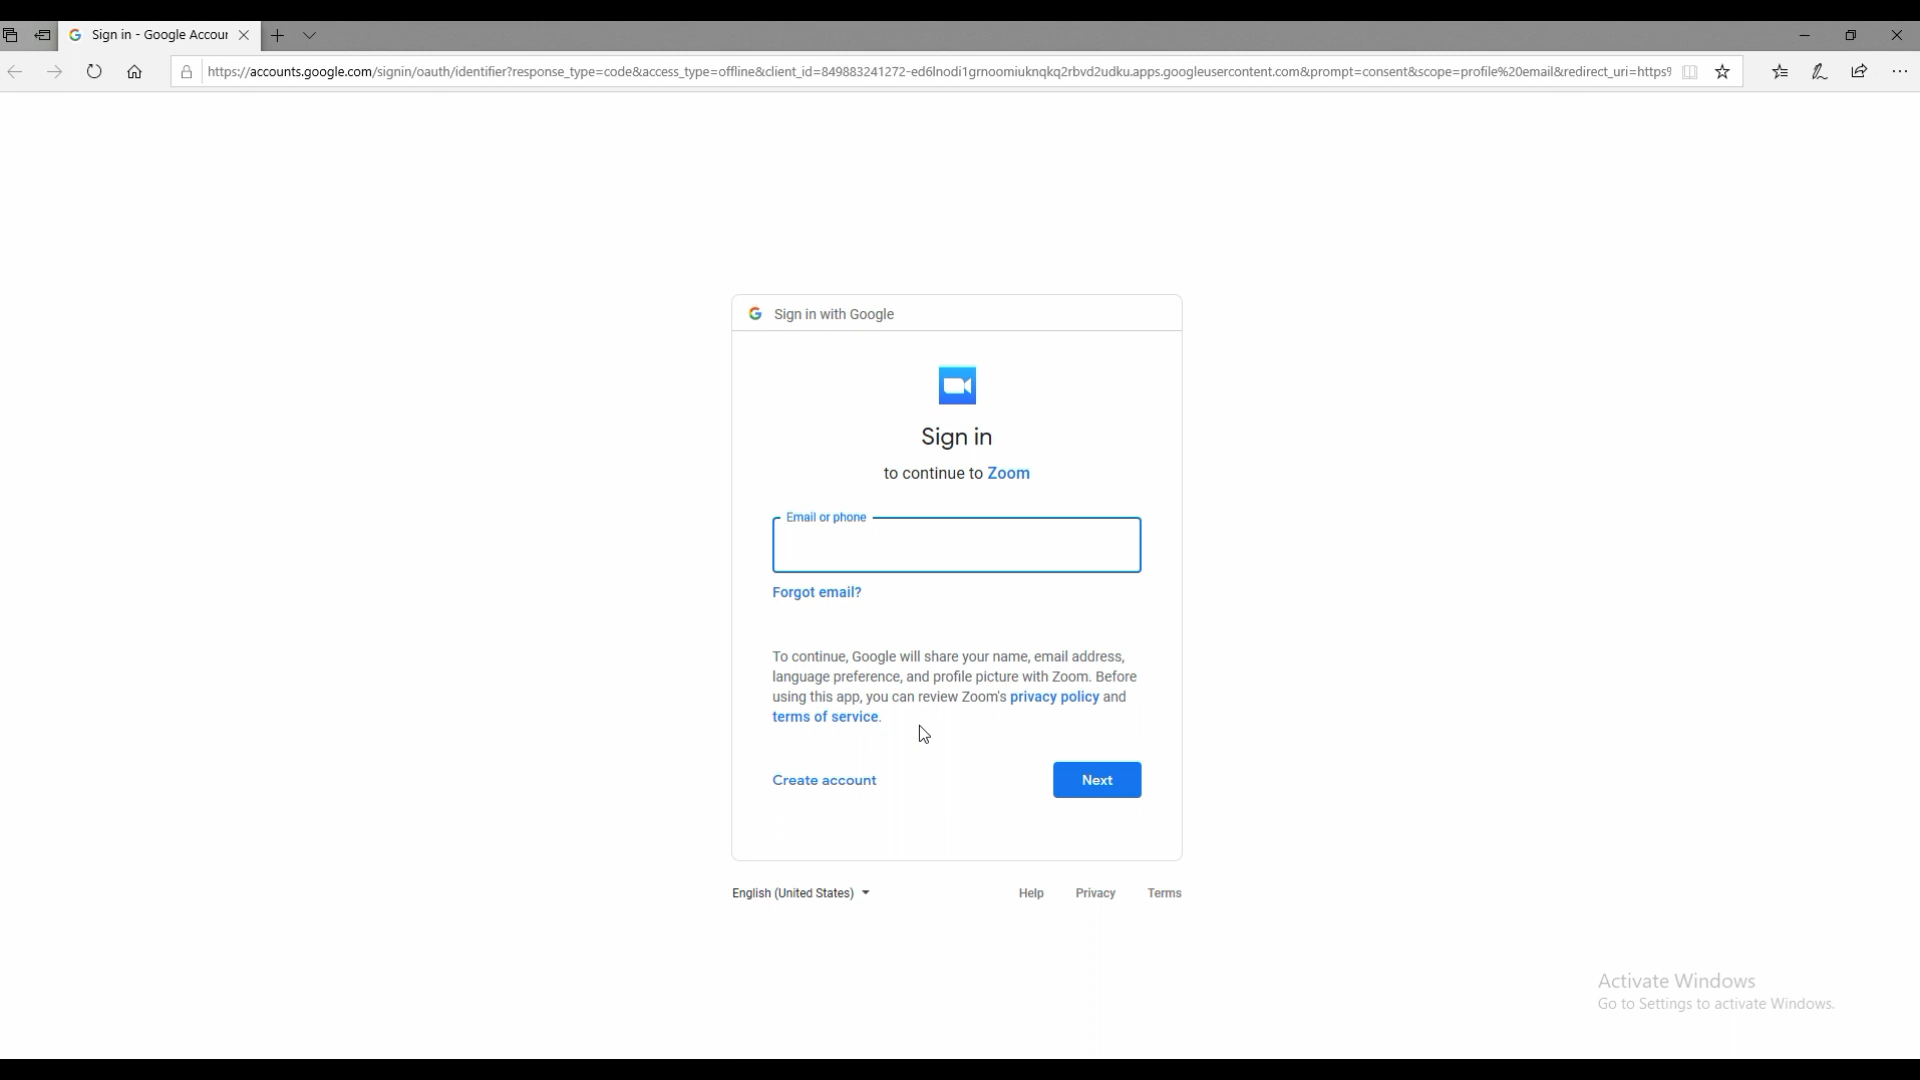 Sign in - Google Accour
https://accounts.google.com/signin/oauth/identifier?response_type=code&access_type=offline&client_id=849883241272-ed6lnodi1grnoomiuknqkq2rbvd2udku.apps.googleusercontent.com&prompt=consent&scope=profile%20email&redirect_uri=https%
Sign in with Google
Sign in
to continue to Zoom
Email or phone
Forgot email?
To continue, Google will share your name, email address,
language preference, and profile picture with Zoom. Before
using this app, you can review Zoom's privacy policy and
terms of service.
Create account
Next
English (United States)
Help
Privacy
Terms
Activate Windows
Go to Settings to activate Windows.